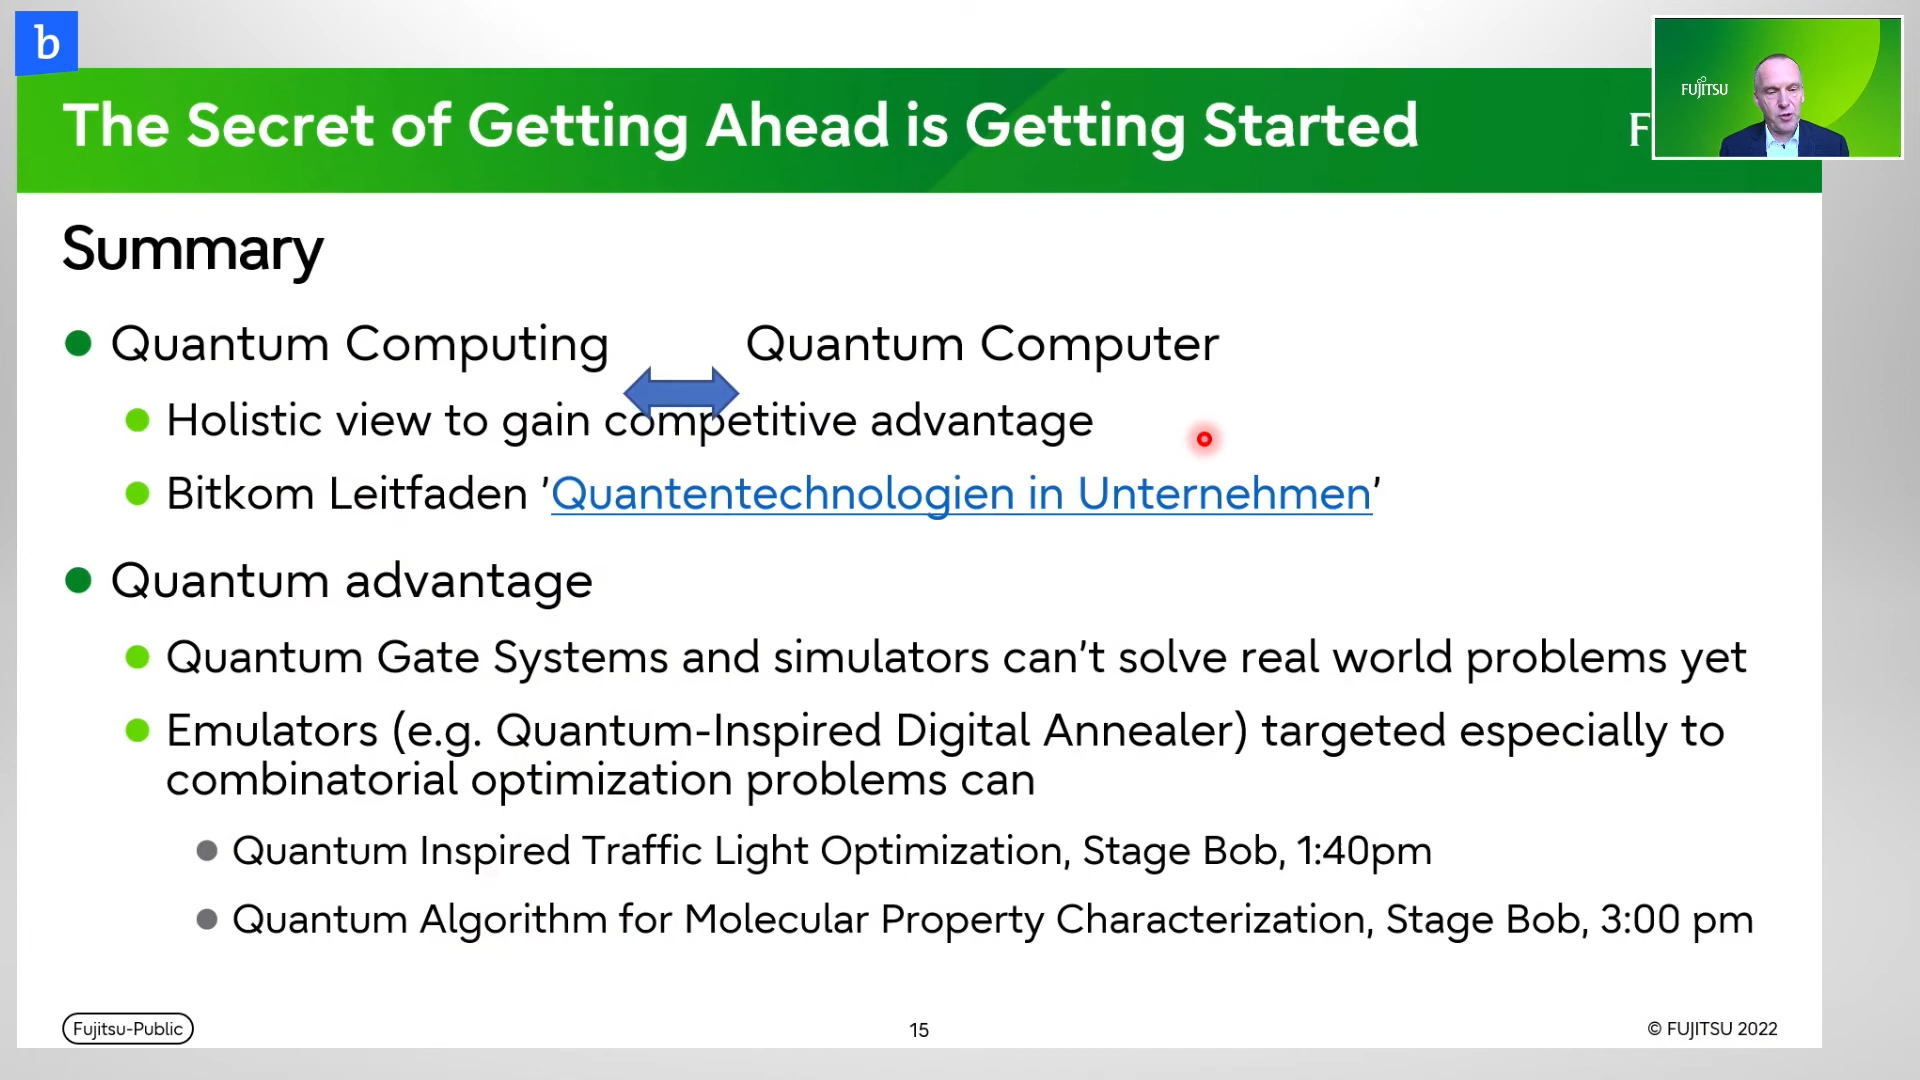 b
The Secret of Getting Ahead is Getting Started
F
FUJITSU
Summary
Quantum Computing Quantum Computer
Holistic view to gain competitive advantage
Bitkom Leitfaden 'Quantentechnologien in Unternehmen'
Quantum advantage
Quantum Gate Systems and simulators can't solve real world problems yet
Emulators (e.g. Quantum-Inspired Digital Annealer) targeted especially to
combinatorial optimization problems can
Quantum Inspired Traffic Light Optimization, Stage Bob, 1:40pm
Quantum Algorithm for Molecular Property Characterization, Stage Bob, 3:00 pm
Fujitsu-Public
15
© FUJITSU 2022